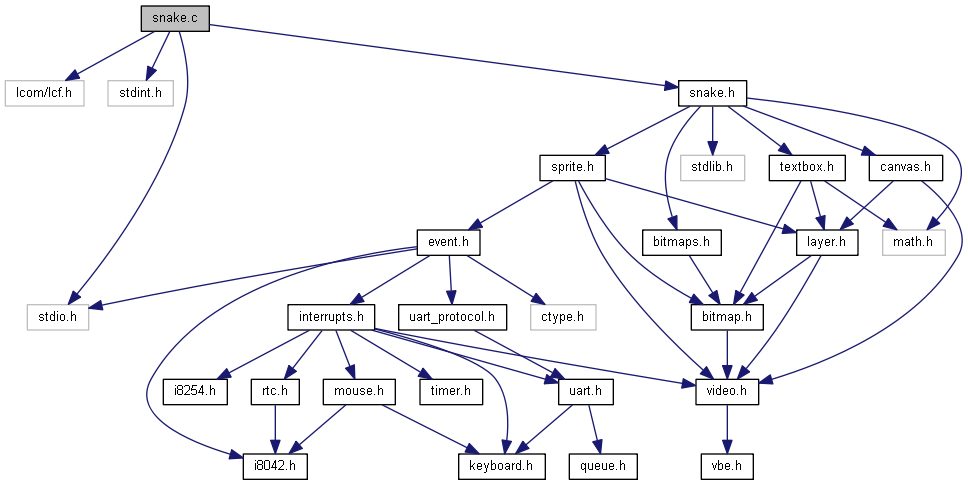 snake.c
lcom/lcf.h
stdint.h
snake.h
sprite.h
stdlib.h
textbox.h
canvas.h
event.h
bitmaps.h
layer.h
math.h
stdio.h
interrupts.h
uart_protocol.h
ctype.h
bitmap.h
i8254.h
rtc.h
mouse.h
timer.h
uart.h
video.h
i8042.h
keyboard.h
queue.h
vbe.h